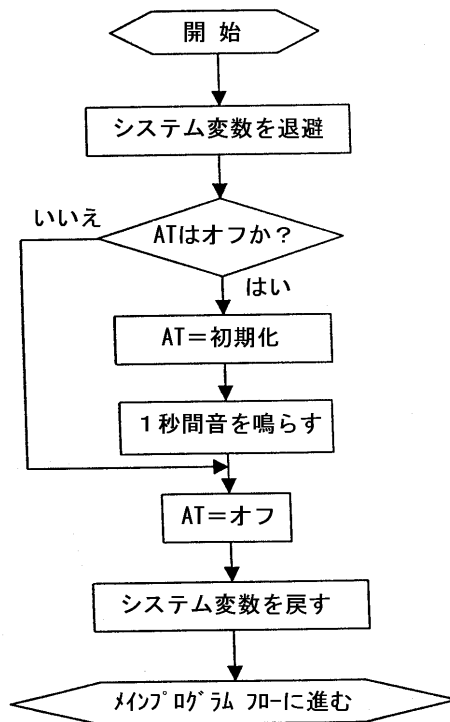 開 始
システム変数を退避
いいえ
ATはオフか？
はい
AT＝初期化
１秒間音を鳴らす
AT＝オフ
システム変数を戻す
ﾒｲﾝﾌﾟﾛｸﾞﾗﾑ ﾌﾛｰに進む